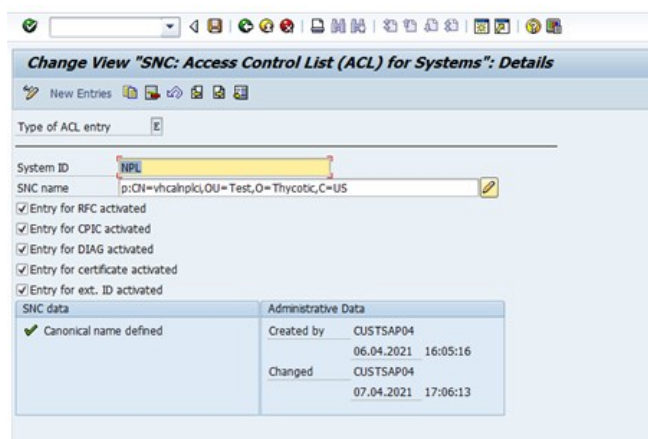 Change View "SNC: Access Control List (ACL) for Systems": Details
New Entries
Type of ACL entry E
System ID NPL
SNC name p:CN=vhcalnplci,OU=Test,O=Thycotic,C=US
Entry for RFC activated
Entry for CPIC activated
Entry for DIAG activated
Entry for certificate activated
Entry for ext. ID activated
SNC data Administrative Data
Canonical name defined Created by CUSTSAP04
06.04.2021 16:05:16
Changed CUSTSAP04
07.04.2021 17:06:13